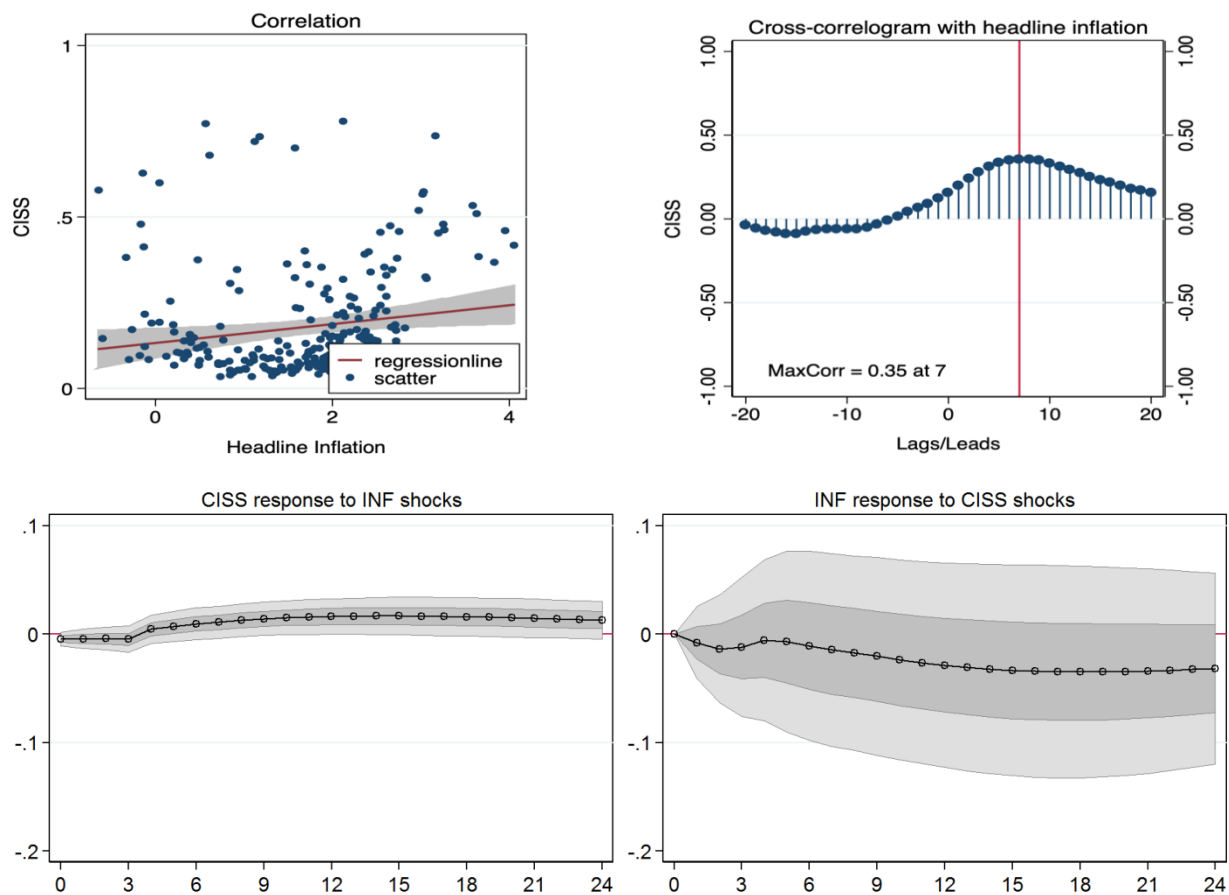 Correlation
1
.5
0
CISS
0 2 4
Headline Inflation
regressionline
scatter
Cross-correlogram with headline inflation
1.00 1.00
0.50 0.50
0.00 0.00
-0.50 -0.50
-1.00 -1.00
CISS
MaxCorr = 0.35 at 7
-20 -10 0 10 20
Lags/Leads
CISS response to INF shocks
.1
0
-.1
-.2
0 3 6 9 12 15 18 21 24
INF response to CISS shocks
.1
0
-.1
-.2
0 3 6 9 12 15 18 21 24